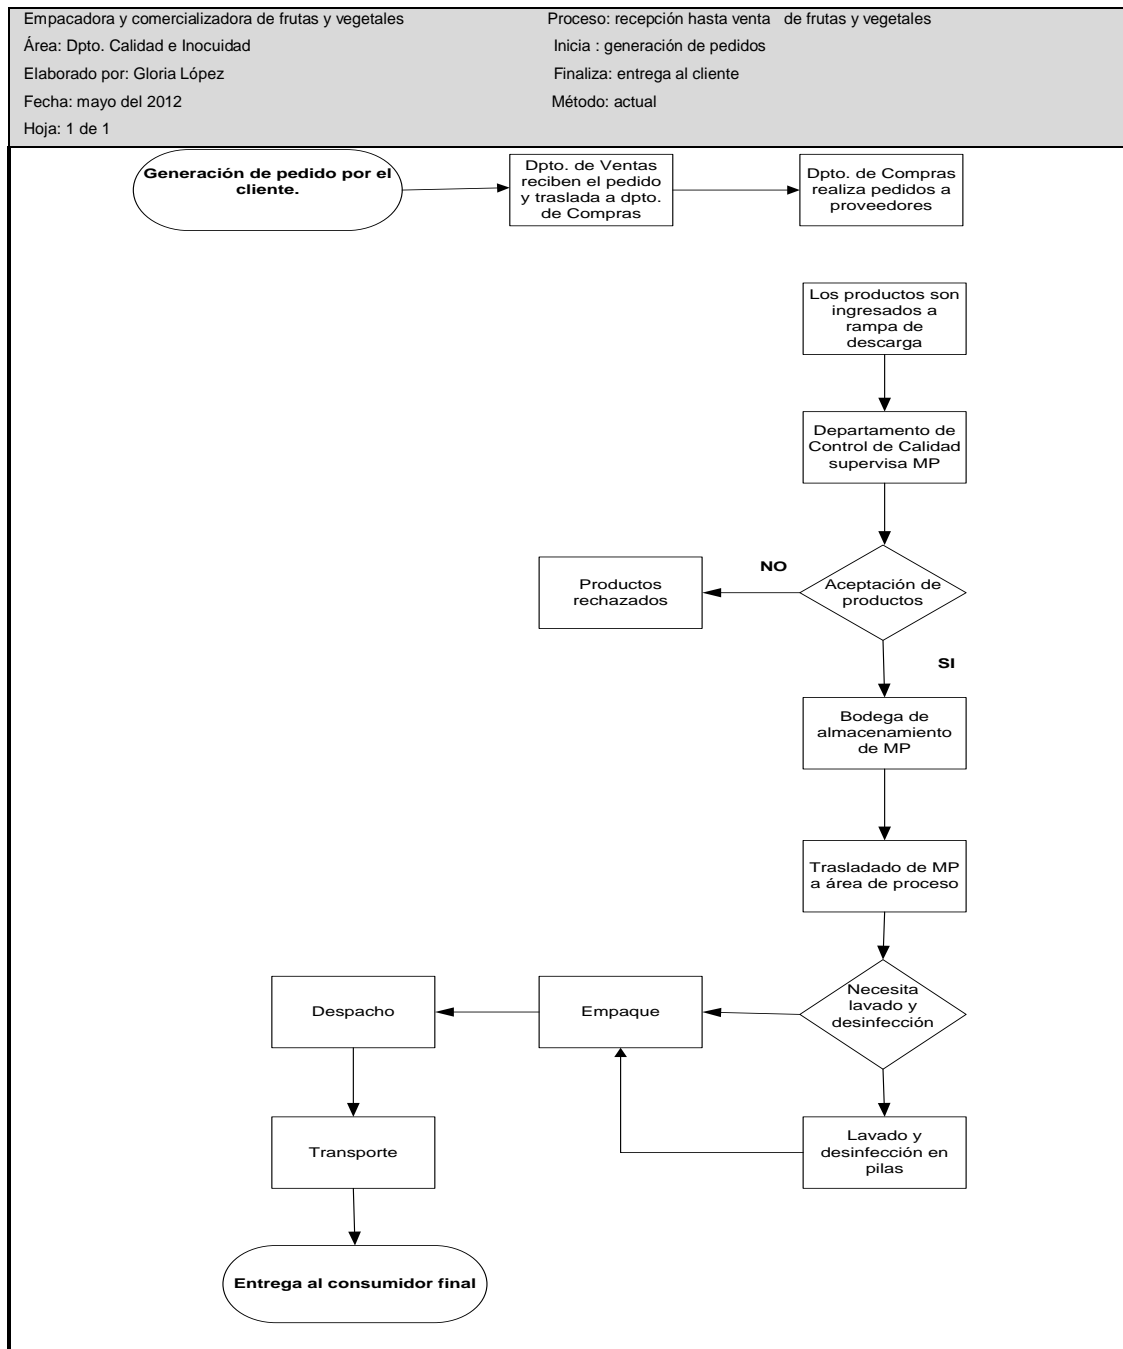 Empacadora y comercializadora de frutas y vegetales
Proceso: recepción hasta venta de frutas y vegetales
Área: Dpto. Calidad e Inocuidad
Inicia : generación de pedidos
Elaborado por: Gloria López
Finaliza: entrega al cliente
Fecha: mayo del 2012
Método: actual
Hoja: 1 de 1
Generación de pedido por el
cliente.
Dpto. de Ventas
reciben el pedido
y traslada a dpto.
de Compras
Dpto. de Compras
realiza pedidos a
proveedores
Los productos son
ingresados a
rampa de
descarga
Departamento de
Control de Calidad
supervisa MP
Aceptación de
productos
NO
Productos
rechazados
SI
Bodega de
almacenamiento
de MP
Trasladado de MP
a área de proceso
Necesita
lavado y
desinfección
Empaque
Despacho
Lavado y
desinfección en
pilas
Transporte
Entrega al consumidor final